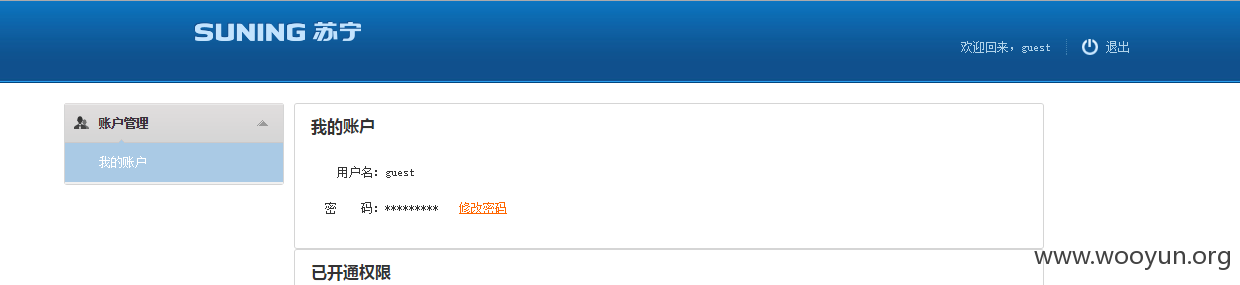 SUNING 苏宁
欢迎回来，guest
退出
账户管理
我的账户
我的账户
用户名：guest
密 码：********* 修改密码
已开通权限
www.wooyun.org